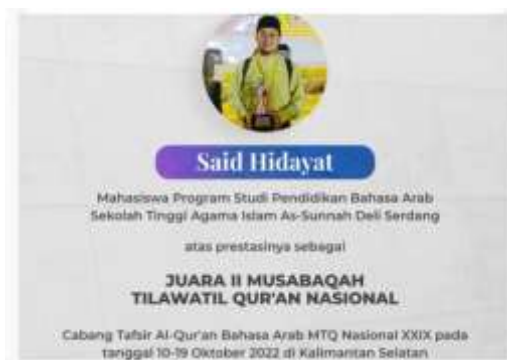 Said Hidayat
Mahasiswa Program Studi Pendidikan Bahasa Arab
Sekolah Tinggi Agama Islam As-Sunnah Deli Serdang
atas prestasinya sebagai
JUARA II MUSABAQAH
TILAWATIL QUR'AN NASIONAL
Cabang Tafsir Al-Qur'an Bahasa Arab MTQ Nasional XXIX pada
tanggal 10-19 Oktober 2022 di Kalimantan Selatan